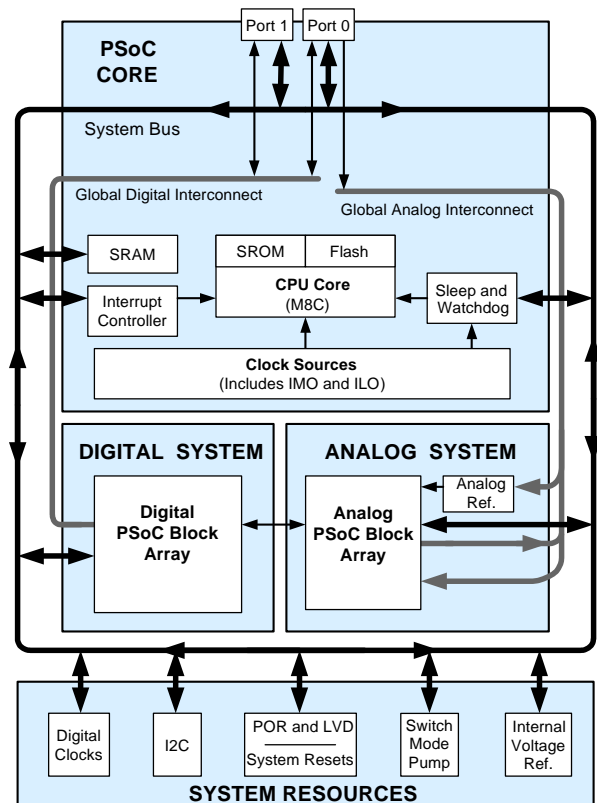 Port 1
Port 0
PSoC
CORE
System Bus
Global Digital Interconnect
Global Analog Interconnect
SRAM
SROM
Flash
CPU Core
(M8C)
Interrupt
Controller
Sleep and
Watchdog
Clock Sources
(Includes IMO and ILO)
DIGITAL SYSTEM
ANALOG SYSTEM
Digital
PSoC Block
Array
Analog
PSoC Block
Array
Analog
Ref.
Digital
Clocks
I2C
POR and LVD
System Resets
Switch
Mode
Pump
Internal
Voltage
Ref.
SYSTEM RESOURCES